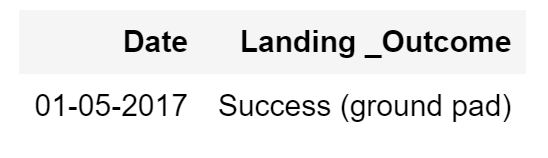 Date Landing _Outcome
01-05-2017 Success (ground pad)